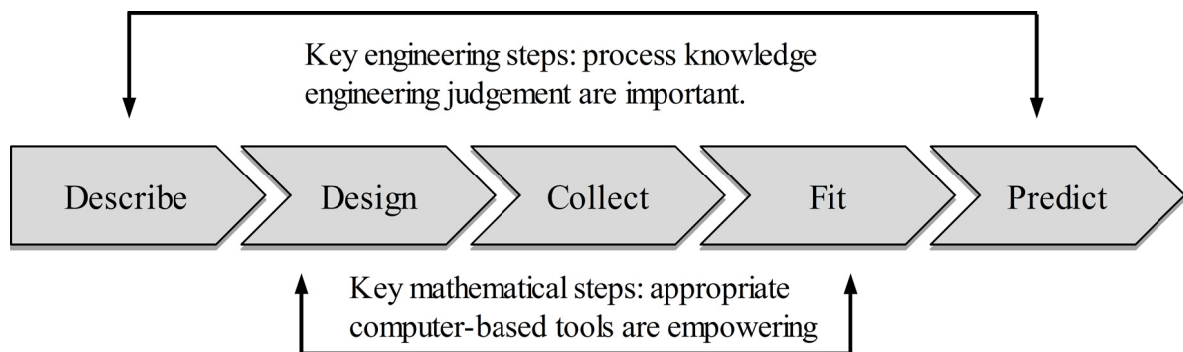 Key engineering steps: process knowledge
engineering judgement are important.
Describe
Design
Collect
Fit
Predict
Key mathematical steps: appropriate
computer-based tools are empowering